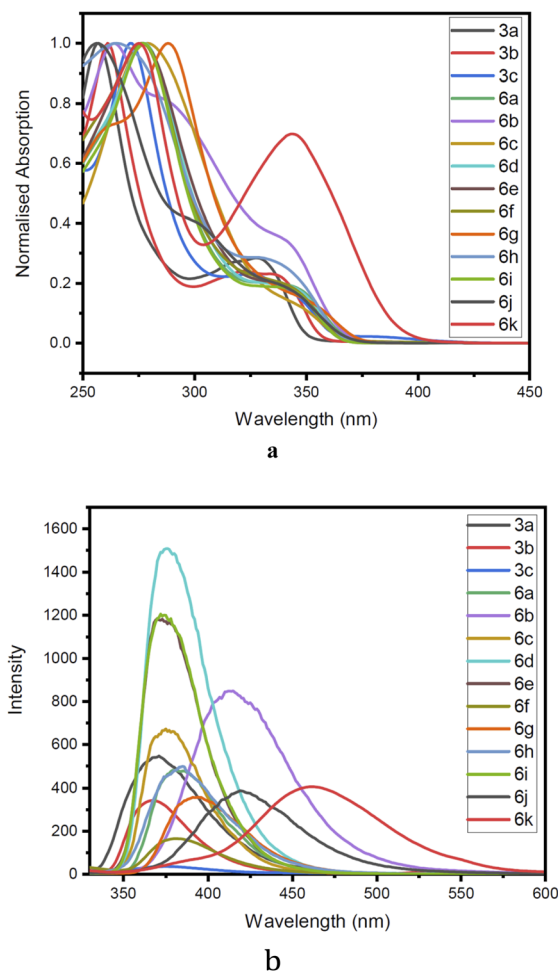 1.0
0.8
0.6
0.4
0.2
0.0
Normalised Absorption
250
300
350
400
450
Wavelength (nm)
3a
3b
3c
6a
6b
6c
6d
6e
6f
6g
6h
6i
6j
6k
a
1600
1400
1200
1000
800
600
400
200
0
Intensity
350
400
450
500
550
600
Wavelength (nm)
3a
3b
3c
6a
6b
6c
6d
6e
6f
6g
6h
6i
6j
6k
b